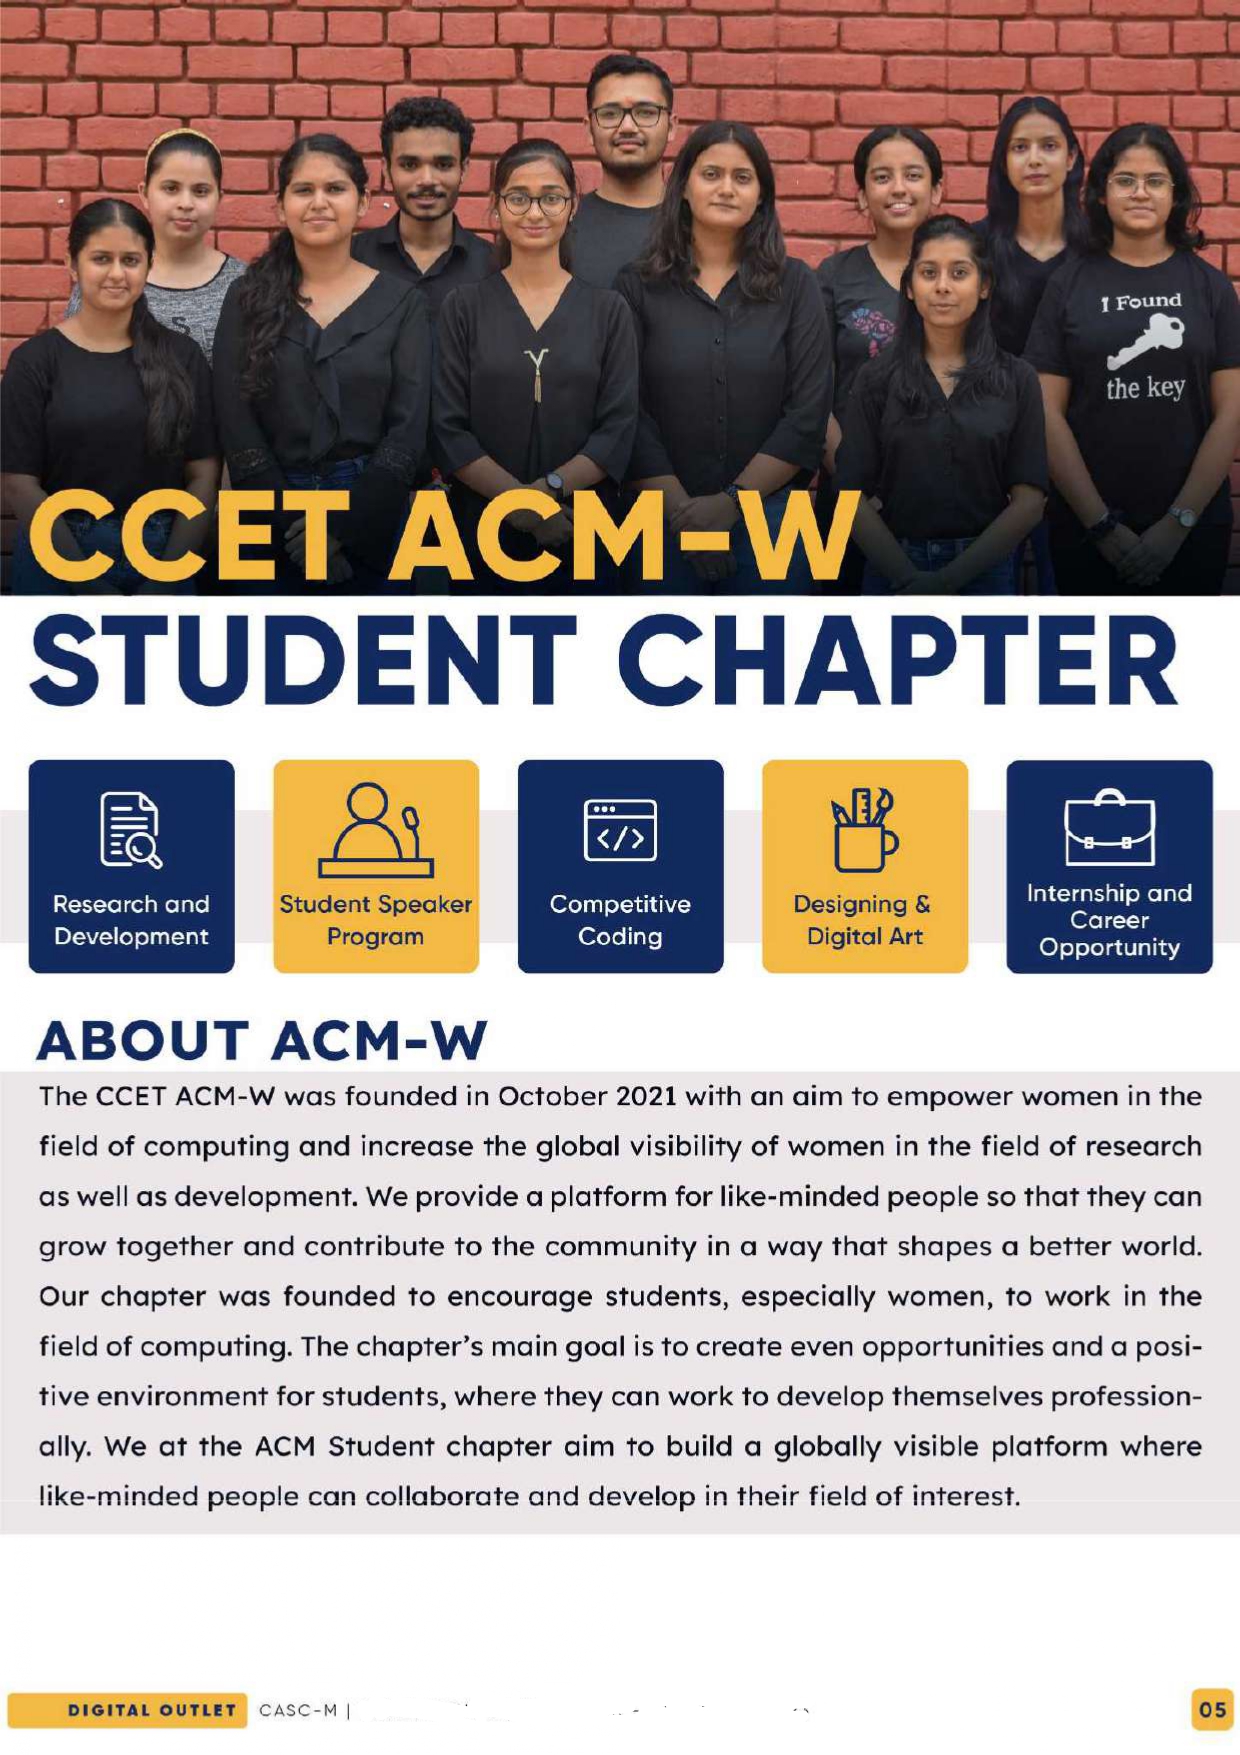 I Found
the key
CCET ACM-W
STUDENT CHAPTER
Research and
Development
Student Speaker
Program
Competitive
Coding
Designing &
Digital Art
Internship and
Career
Opportunity
ABOUT ACM-W
The CCET ACM-W was founded in October 2021 with an aim to empower women in the
field of computing and increase the global visibility of women in the field of research
as well as development. We provide a platform for like-minded people so that they can
grow together and contribute to the community in a way that shapes a better world.
Our chapter was founded to encourage students, especially women, to work in the
field of computing. The chapter's main goal is to create even opportunities and a posi-
tive environment for students, where they can work to develop themselves profession-
ally. We at the ACM Student chapter aim to build a globally visible platform where
like-minded people can collaborate and develop in their field of interest.
DIGITAL OUTLET CASC-M |
05